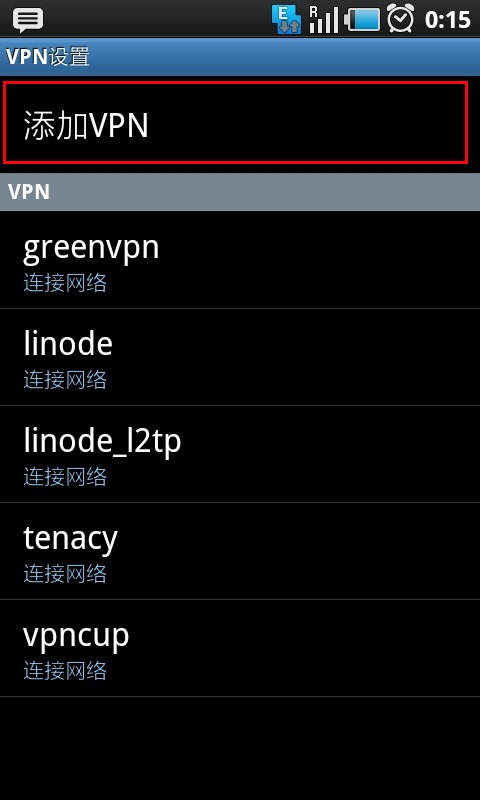 E R 0:15
VPN设置
添加VPN
VPN
greenvpn
连接网络
linode
连接网络
linode_l2tp
连接网络
tenacy
连接网络
vpncup
连接网络